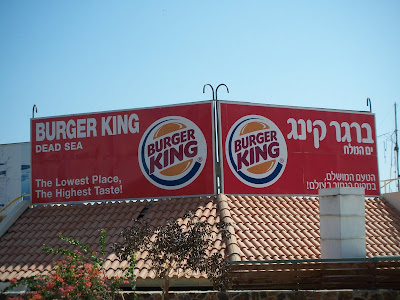 BURGER KING
DEAD SEA
The Lowest Place,
The Highest Taste!
BURGER
KING
®
BURGER
KING
ברגר קינג
ים המלח
הטעם המושלם,
במקום הנמוך בעולם!